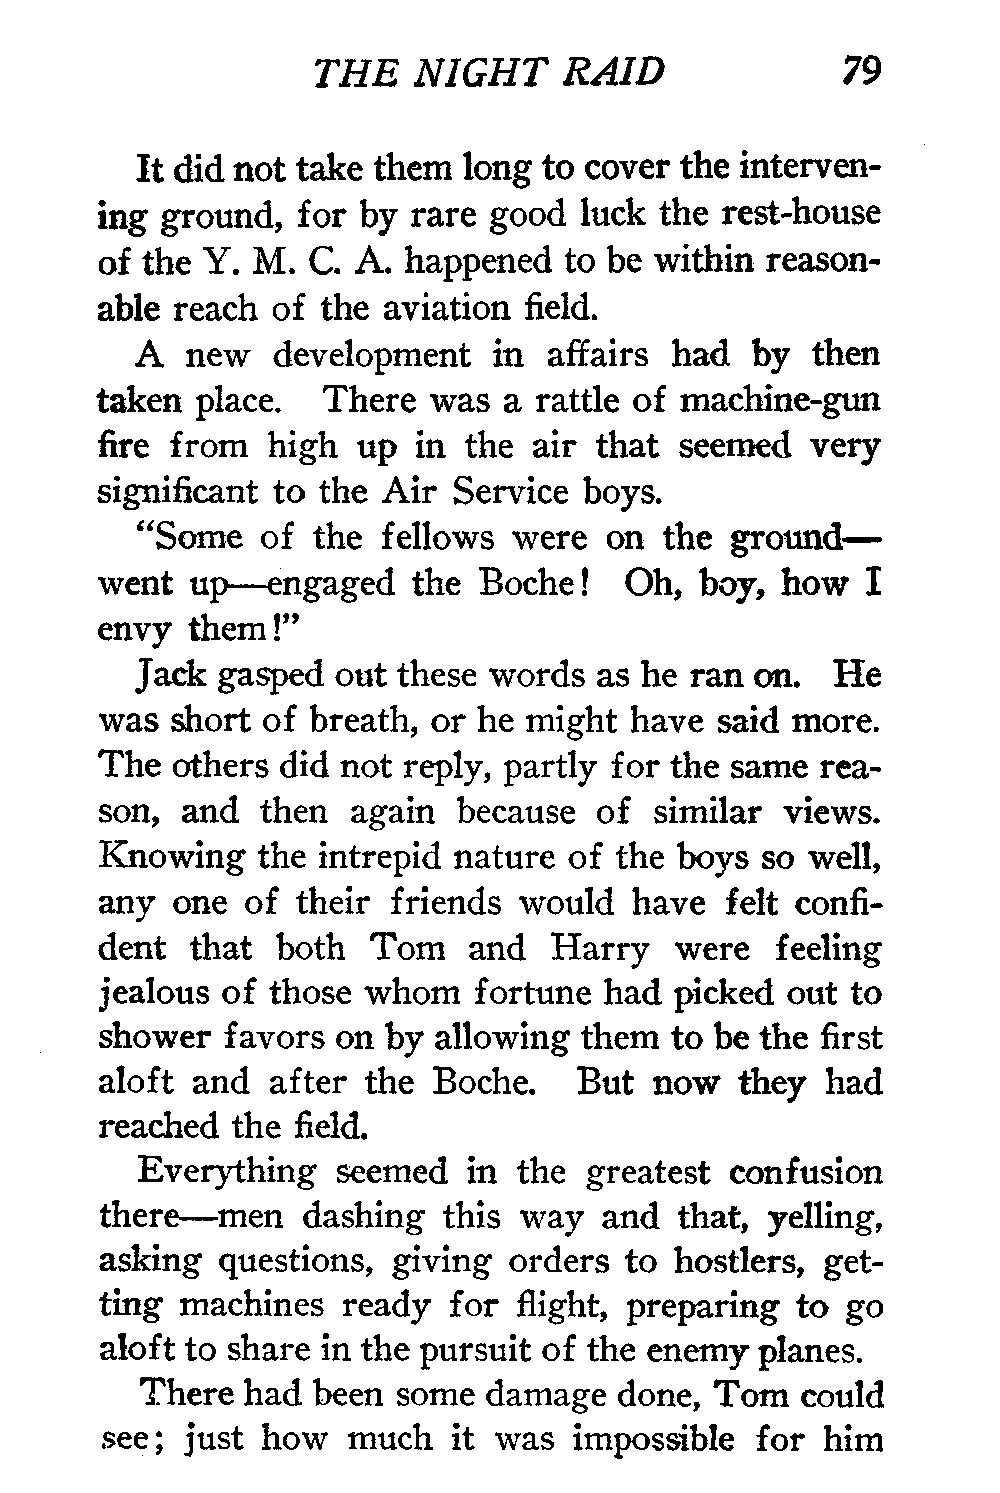 THE NIGHT RAID 79
It did not take them long to cover the interven-
ing ground, for by rare good luck the rest-house
of the Y. M. C. A. happened to be within reason-
able reach of the aviation field.
A new development in affairs had by then
taken place. There was a rattle of machine-gun
fire from high up in the air that seemed very
significant to the Air Service boys.
“Some of the fellows were on the ground—
went up—engaged the Boche! Oh, boy, how I
envy them!”
Jack gasped out these words as he ran on. He
was short of breath, or he might have said more.
The others did not reply, partly for the same rea-
son, and then again because of similar views.
Knowing the intrepid nature of the boys so well,
any one of their friends would have felt confi-
dent that both Tom and Harry were feeling
jealous of those whom fortune had picked out to
shower favors on by allowing them to be the first
aloft and after the Boche. But now they had
reached the field.
Everything seemed in the greatest confusion
there—men dashing this way and that, yelling,
asking questions, giving orders to hostlers, get-
ting machines ready for flight, preparing to go
aloft to share in the pursuit of the enemy planes.
There had been some damage done, Tom could
see; just how much it was impossible for him